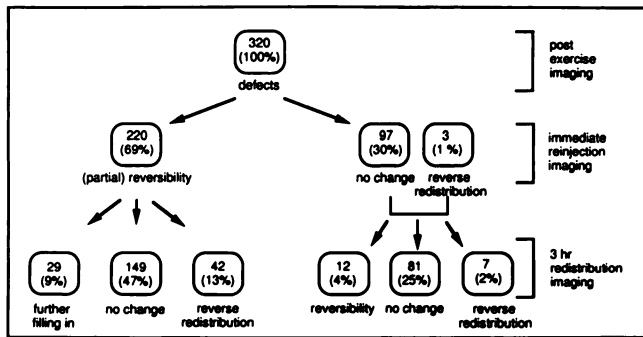 320
(100%)
defects
post
exercise
imaging
220
(69%)
(partial) reversibility
97
(30%)
no change
3
(1 %)
reverse
redistribution
immediate
reinjection
imaging
29
(9%)
further
filling in
149
(47%)
no change
42
(13%)
reverse
redistribution
12
(4%)
reversibility
81
(25%)
no change
7
(2%)
reverse
redistribution
3 hr
redistribution
imaging